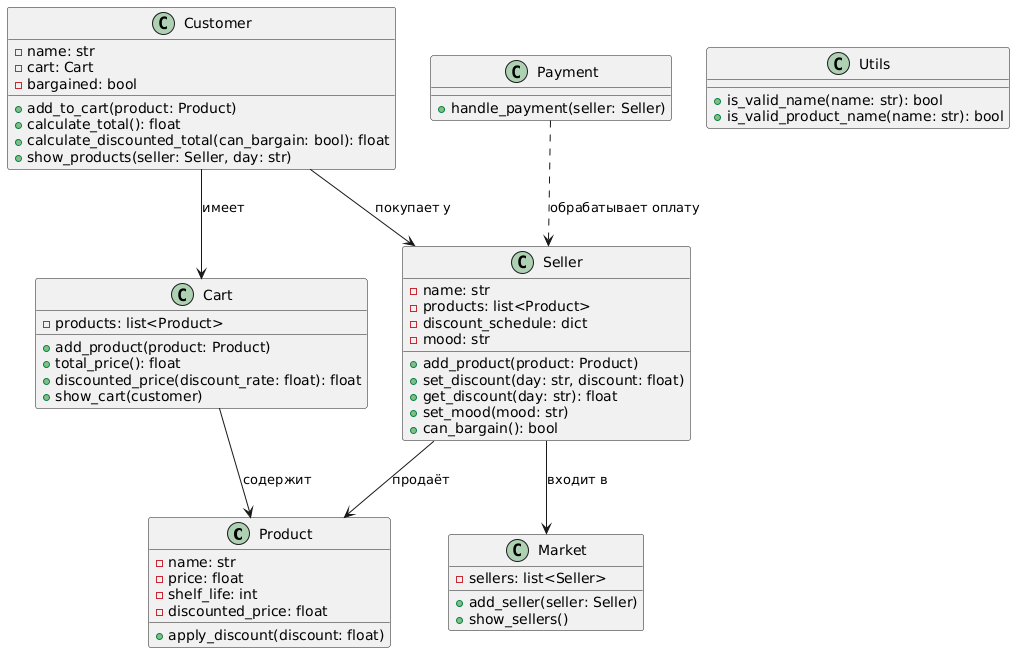 C Customer
name: str
cart: Cart
bargained: bool
add_to_cart(product: Product)
calculate_total(): float
calculate_discounted_total(can_bargain: bool): float
show_products(seller: Seller, day: str)
C Payment
handle_payment(seller: Seller)
C Utils
is_valid_name(name: str): bool
is_valid_product_name(name: str): bool
имеет
покупает у
обрабатывает оплату
C Cart
products: list<Product>
add_product(product: Product)
total_price(): float
discounted_price(discount_rate: float): float
show_cart(customer)
C Seller
name: str
products: list<Product>
discount_schedule: dict
mood: str
add_product(product: Product)
set_discount(day: str, discount: float)
get_discount(day: str): float
set_mood(mood: str)
can_bargain(): bool
содержит
продаёт
входит в
C Product
name: str
price: float
shelf_life: int
discounted_price: float
apply_discount(discount: float)
C Market
sellers: list<Seller>
add_seller(seller: Seller)
show_sellers()